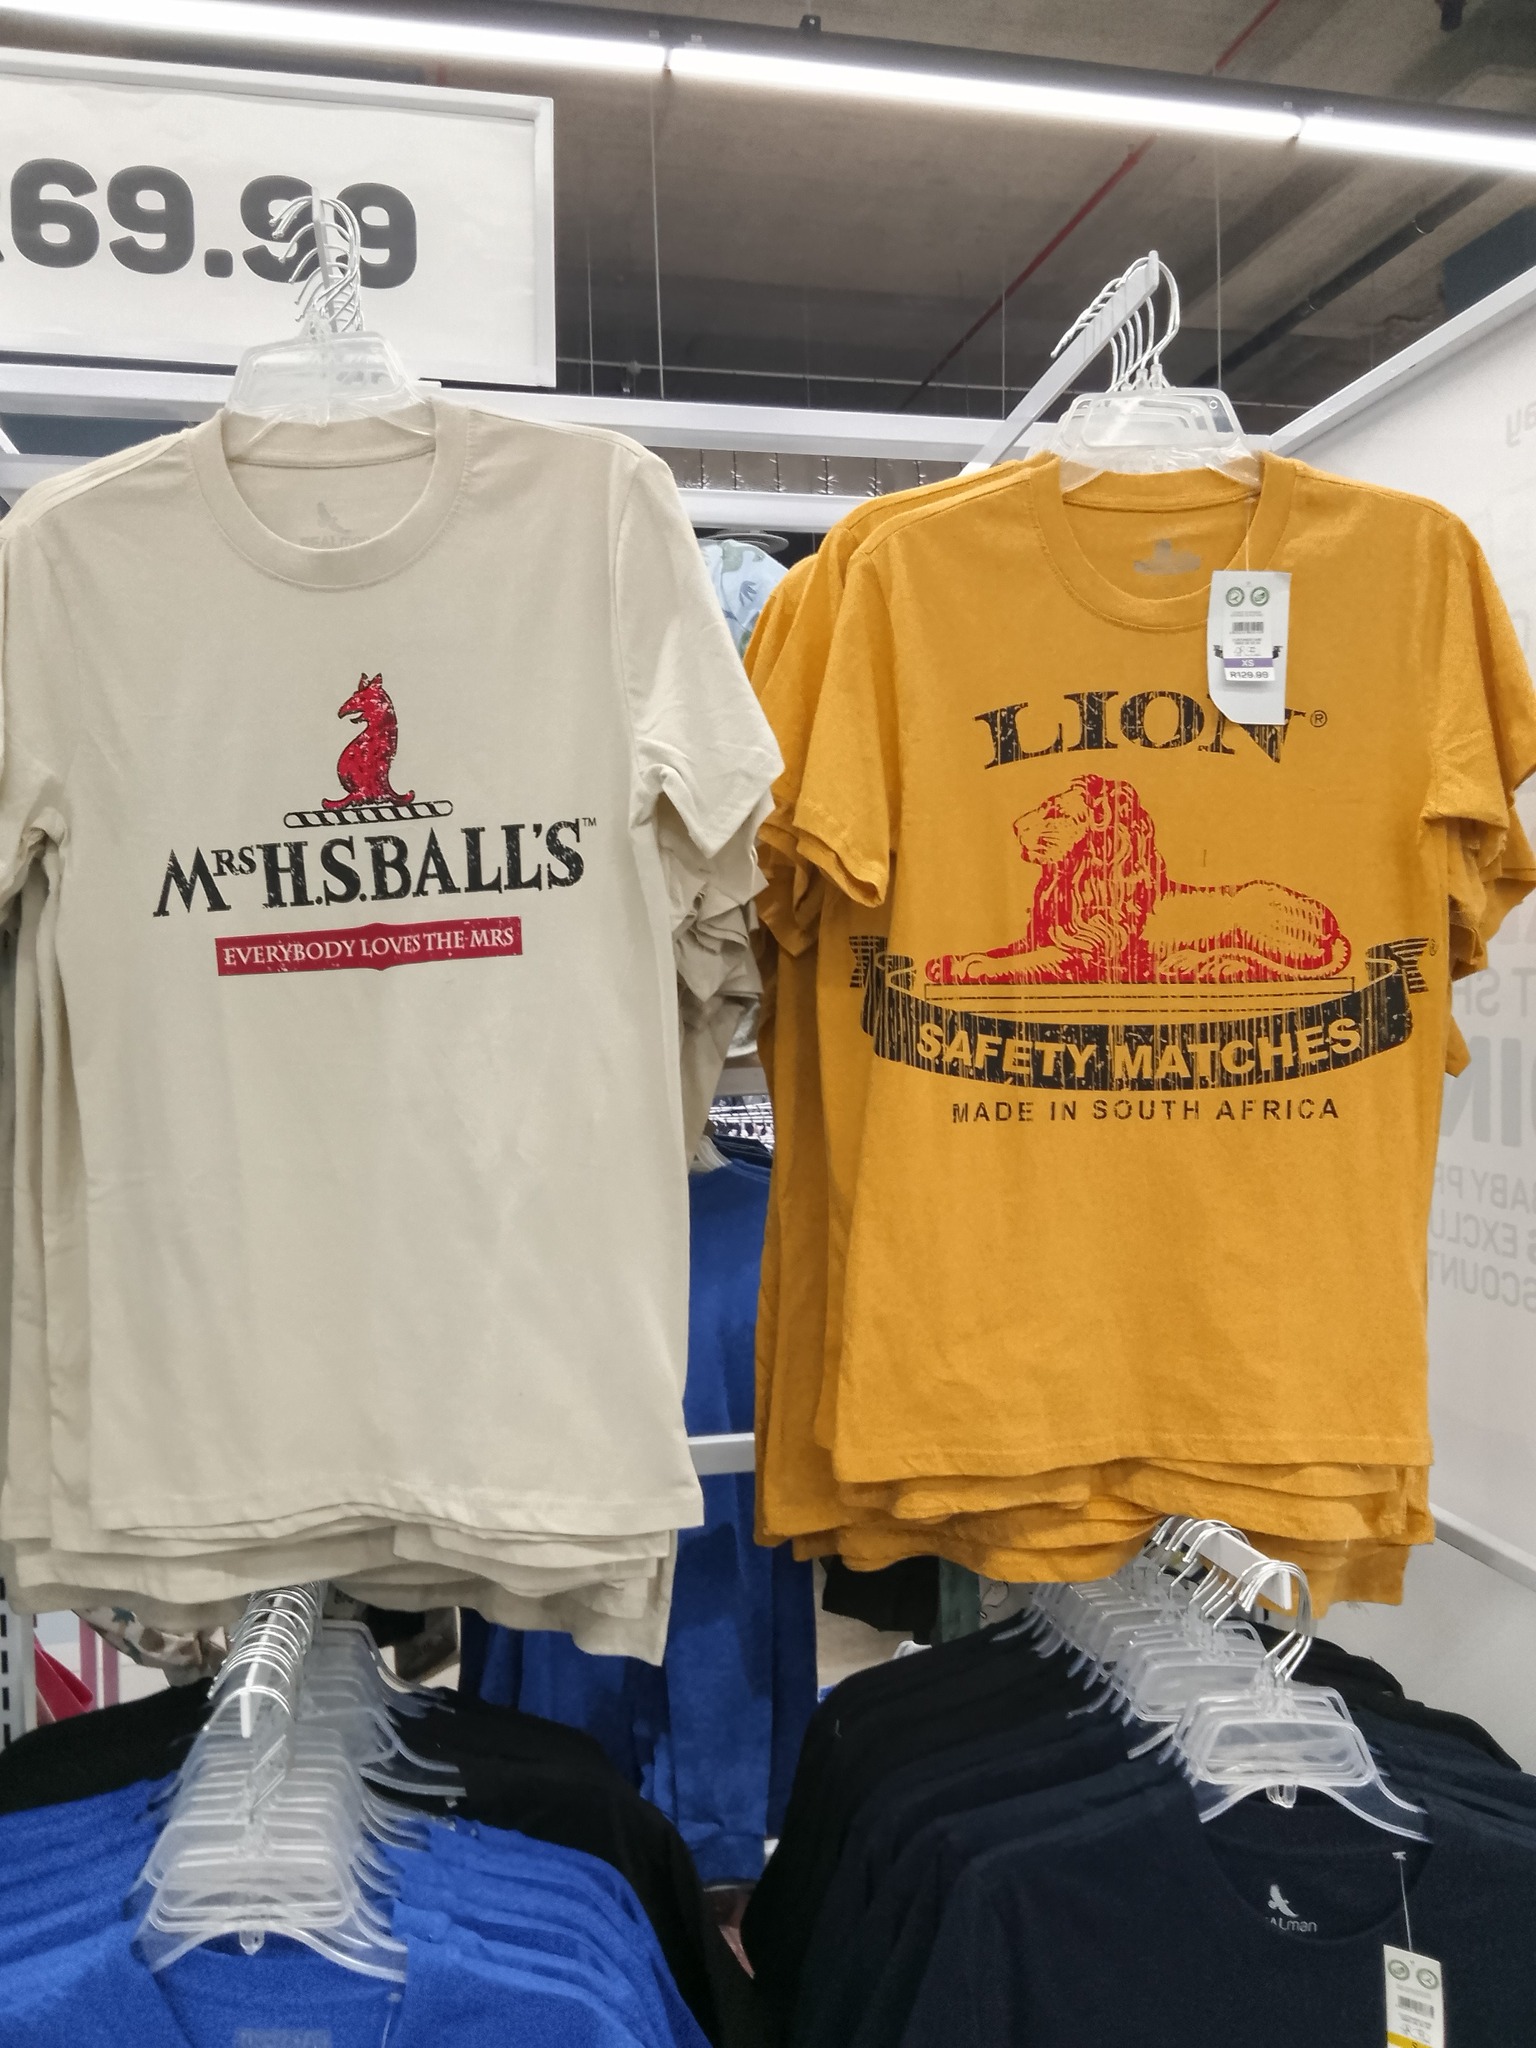 69.99
MRS H.S.BALL'S™
EVERYBODY LOVES THE MRS
XS
R129.99
LION®
SAFETY MATCHES
MADE IN SOUTH AFRICA